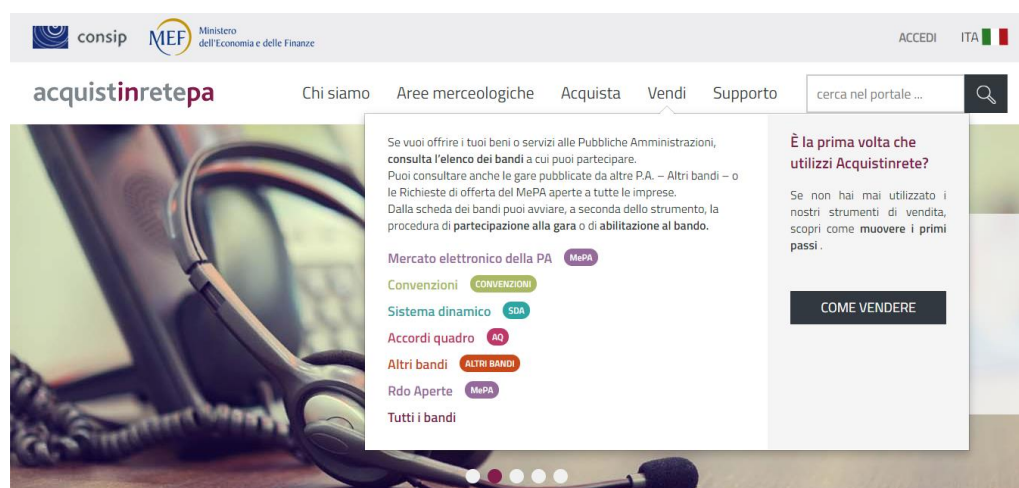 consip
MEF Ministero
dell'Economia e delle Finanze
ACCEDI ITA
acquistinretepa
Chi siamo Aree merceologiche Acquista Vendi Supporto
cerca nel portale ...
Se vuoi offrire i tuoi beni o servizi alle Pubbliche Amministrazioni,
consulta l'elenco dei bandi a cui puoi partecipare.
Puoi consultare anche le gare pubblicate da altre P.A. – Altri bandi – o
le Richieste di offerta del MePA aperte a tutte le imprese.
Dalla scheda dei bandi puoi avviare, a seconda dello strumento, la
procedura di partecipazione alla gara o di abilitazione al bando.
Mercato elettronico della PA MePA
Convenzioni CONVENZIONI
Sistema dinamico SDA
Accordi quadro AQ
Altri bandi ALTRI BANDI
Rdo Aperte MePA
Tutti i bandi
È la prima volta che
utilizzi Acquistinrete?
Se non hai mai utilizzato i
nostri strumenti di vendita,
scopri come muovere i primi
passi .
COME VENDERE